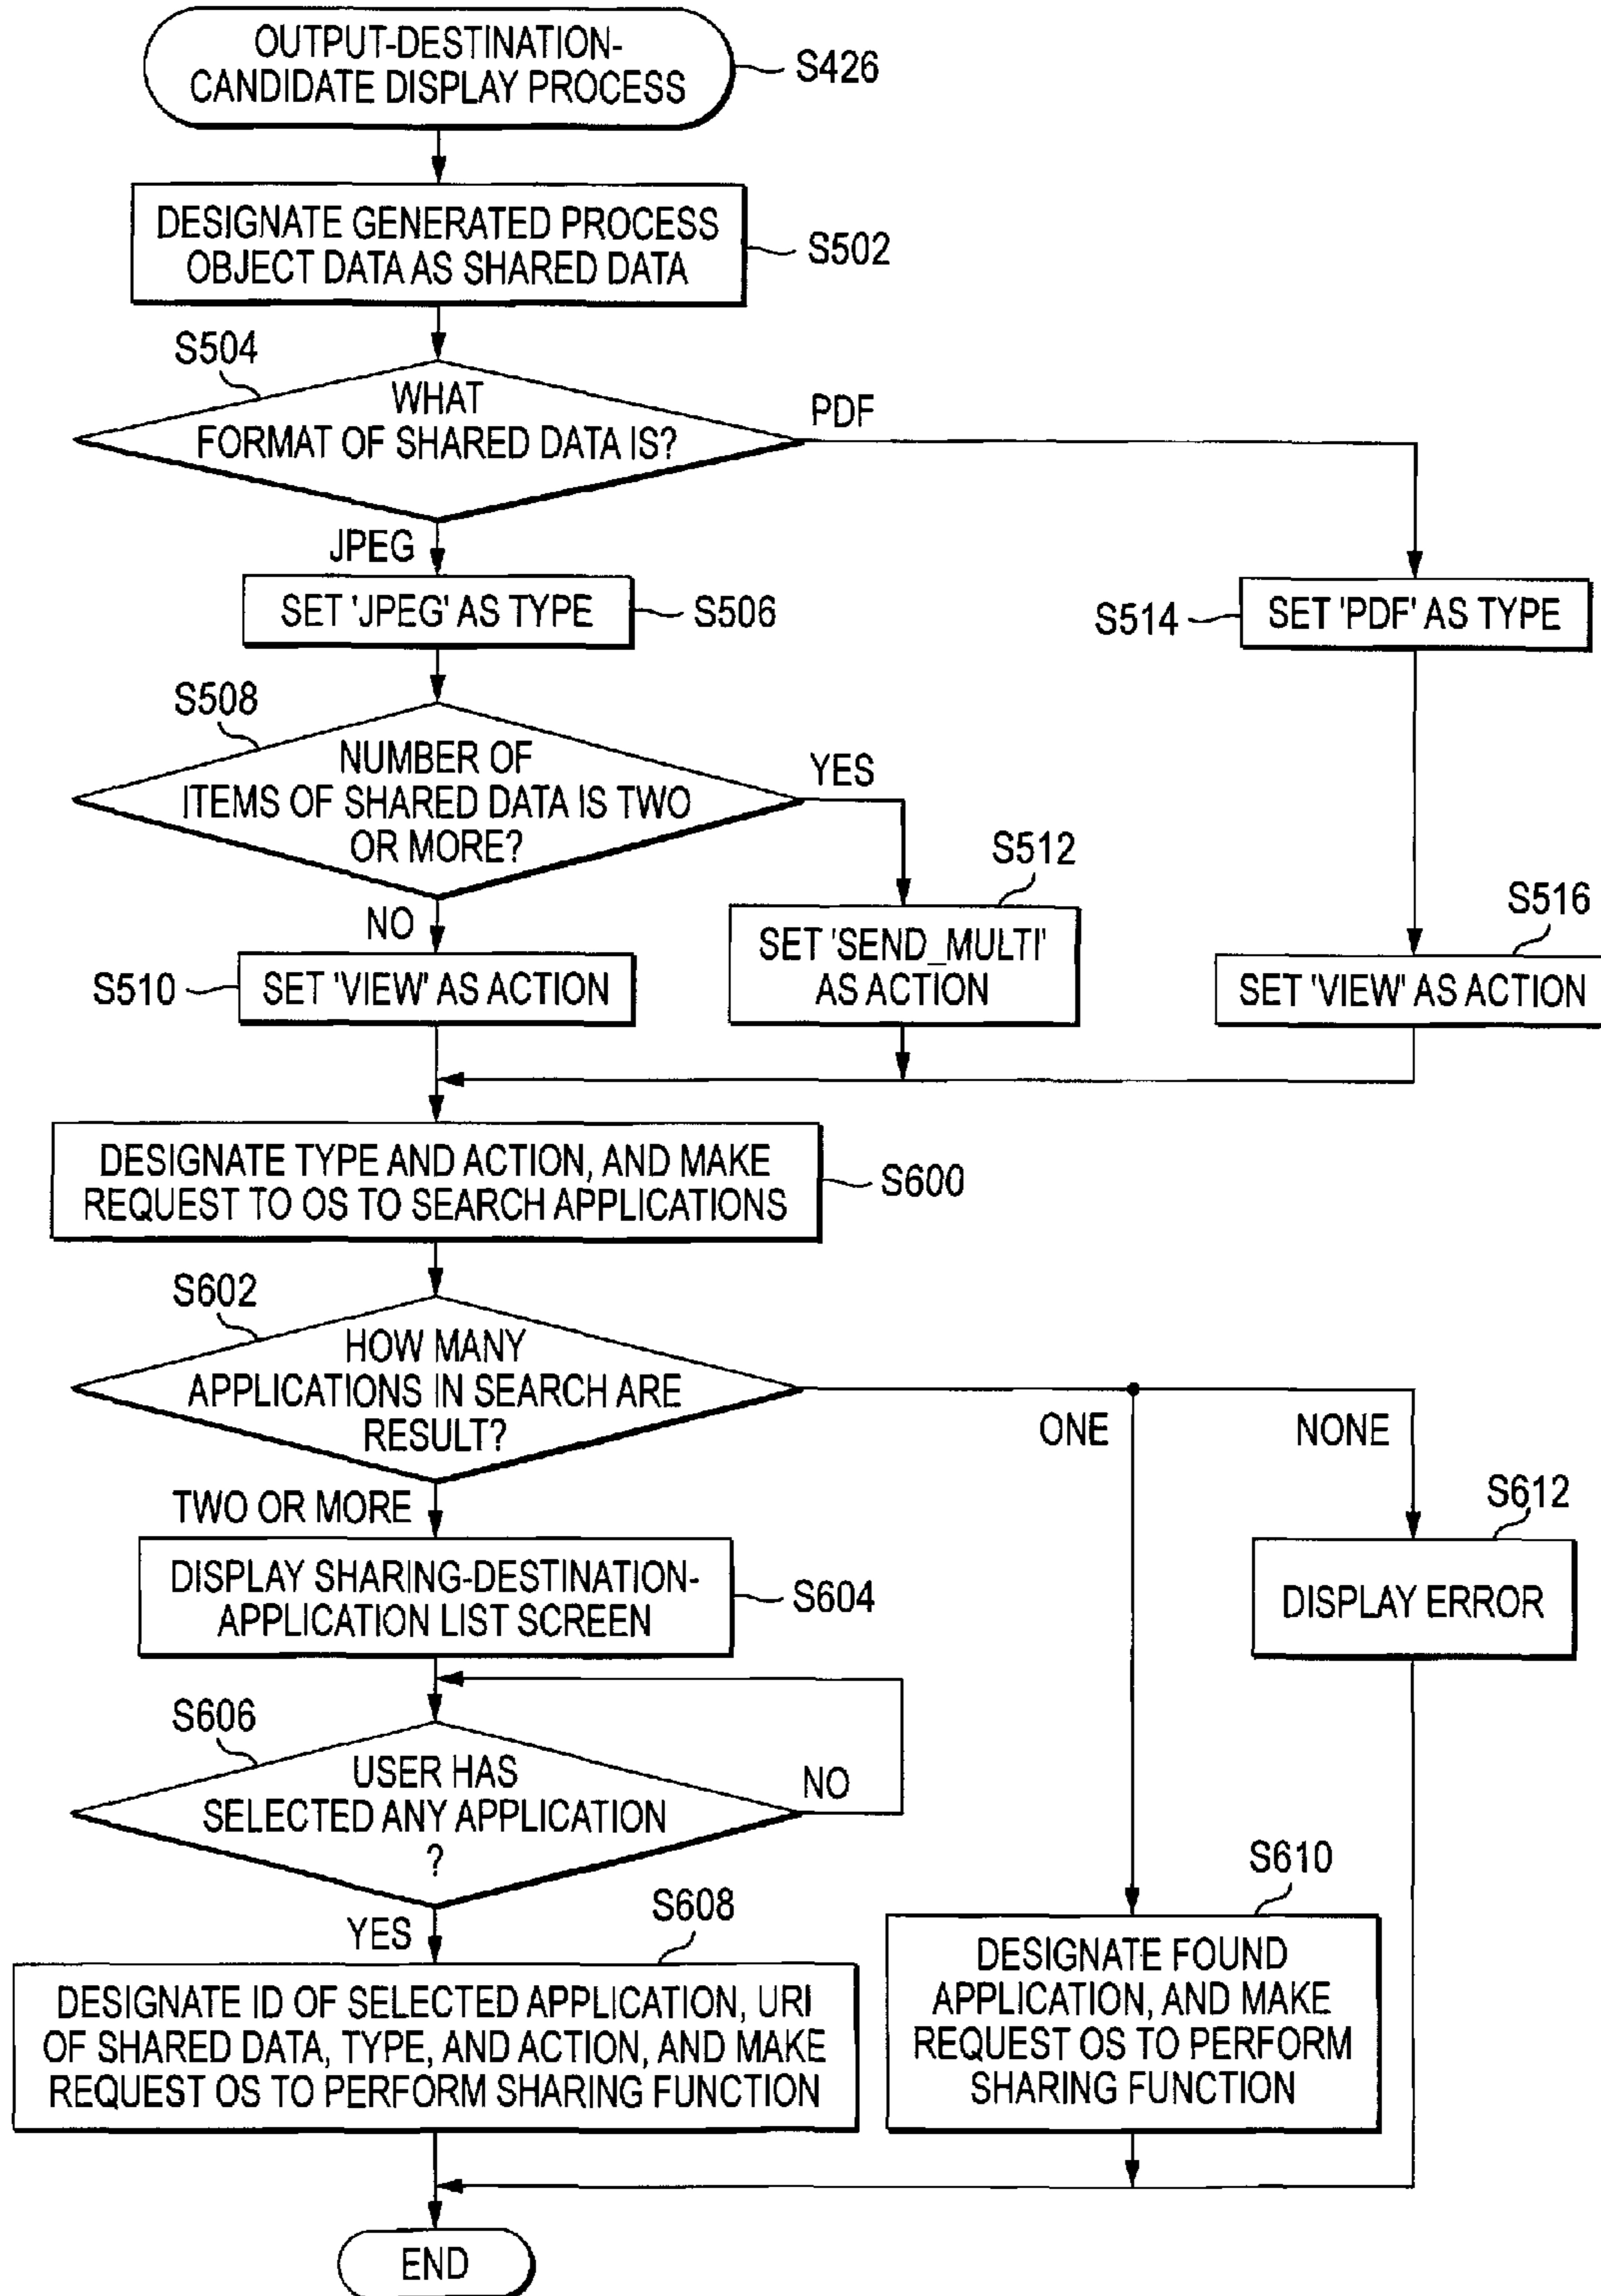 OUTPUT-DESTINATION-
CANDIDATE DISPLAY PROCESS
S426
DESIGNATE GENERATED PROCESS
OBJECT DATA AS SHARED DATA
S502
S504
WHAT
FORMAT OF SHARED DATA IS?
PDF
JPEG
SET 'JPEG' AS TYPE
S506
S514
SET 'PDF' AS TYPE
S508
NUMBER OF
ITEMS OF SHARED DATA IS TWO
OR MORE?
YES
NO
S510
SET 'VIEW' AS ACTION
S512
SET 'SEND_MULTI'
AS ACTION
S516
SET 'VIEW' AS ACTION
DESIGNATE TYPE AND ACTION, AND MAKE
REQUEST TO OS TO SEARCH APPLICATIONS
S600
S602
HOW MANY
APPLICATIONS IN SEARCH ARE
RESULT?
ONE
NONE
TWO OR MORE
DISPLAY SHARING-DESTINATION-
APPLICATION LIST SCREEN
S604
S612
DISPLAY ERROR
S606
USER HAS
SELECTED ANY APPLICATION
?
NO
YES
S608
DESIGNATE ID OF SELECTED APPLICATION, URI
OF SHARED DATA, TYPE, AND ACTION, AND MAKE
REQUEST OS TO PERFORM SHARING FUNCTION
S610
DESIGNATE FOUND
APPLICATION, AND MAKE
REQUEST OS TO PERFORM
SHARING FUNCTION
END